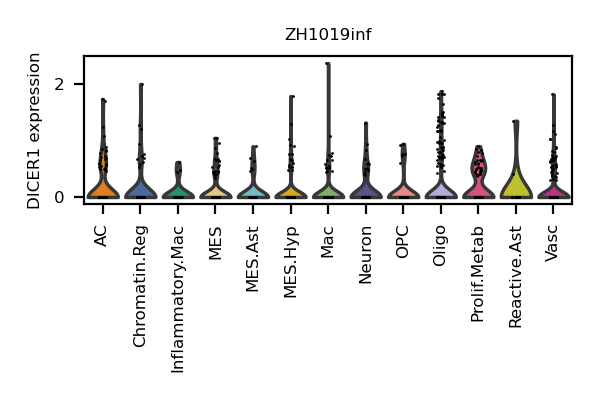 ZH1019inf
DICER1 expression
2
0
AC
Chromatin.Reg
Inflammatory.Mac
MES
MES.Ast
MES.Hyp
Mac
Neuron
OPC
Oligo
Prolif.Metab
Reactive.Ast
Vasc